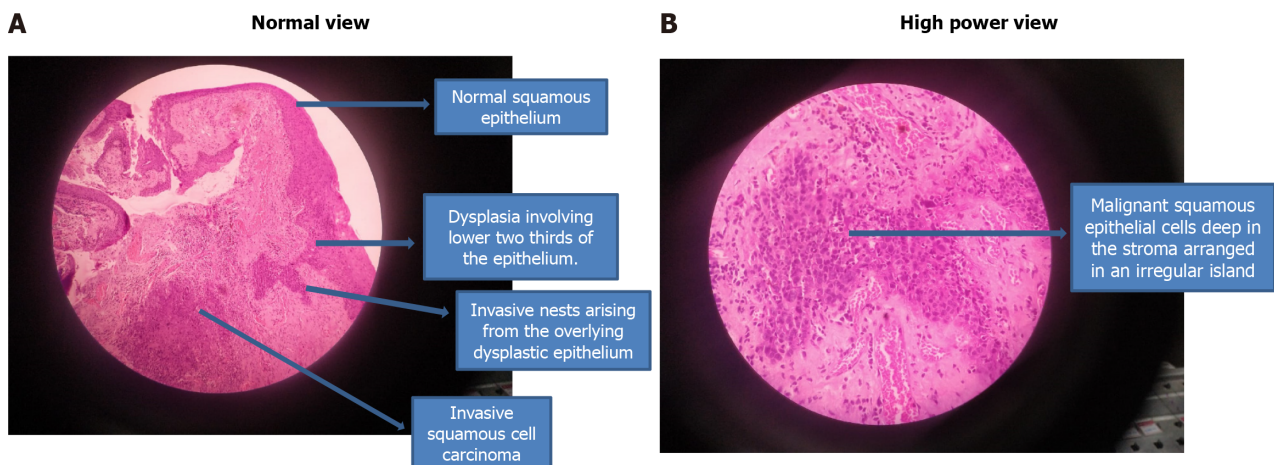 A
Normal view
Normal squamous
epithelium
Dysplasia involving
lower two thirds of
the epithelium.
Invasive nests arising
from the overlying
dysplastic epithelium
Invasive
squamous cell
carcinoma
B
High power view
Malignant squamous
epithelial cells deep in
the stroma arranged
in an irregular island